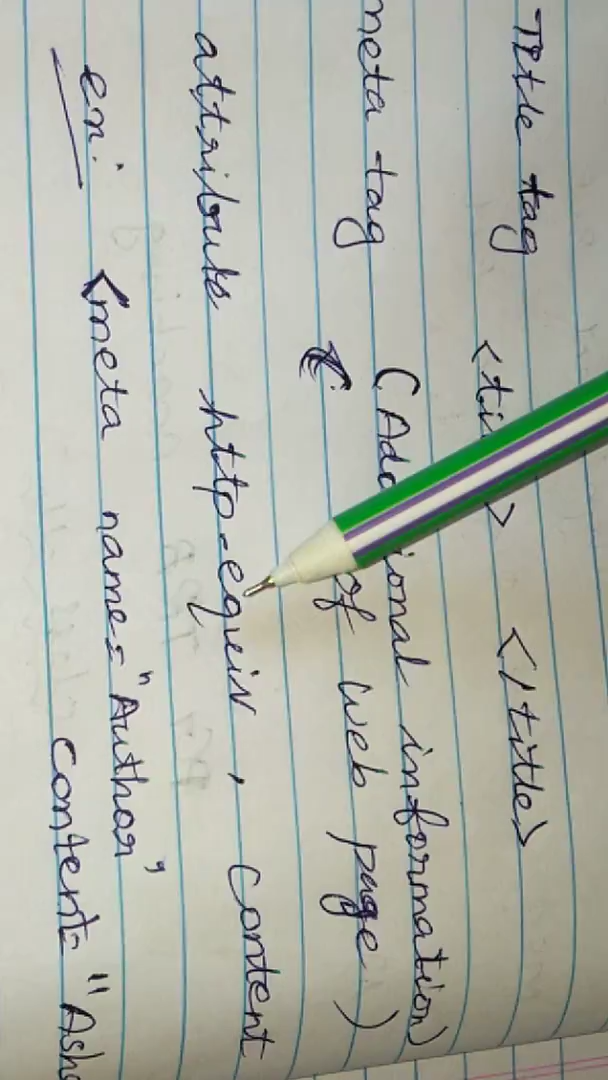 Title tag <ti > </title>
meta tag (Add ional information)
of web page)
attribute http-equiv, content
en: <meta name="Author"
content="Ash